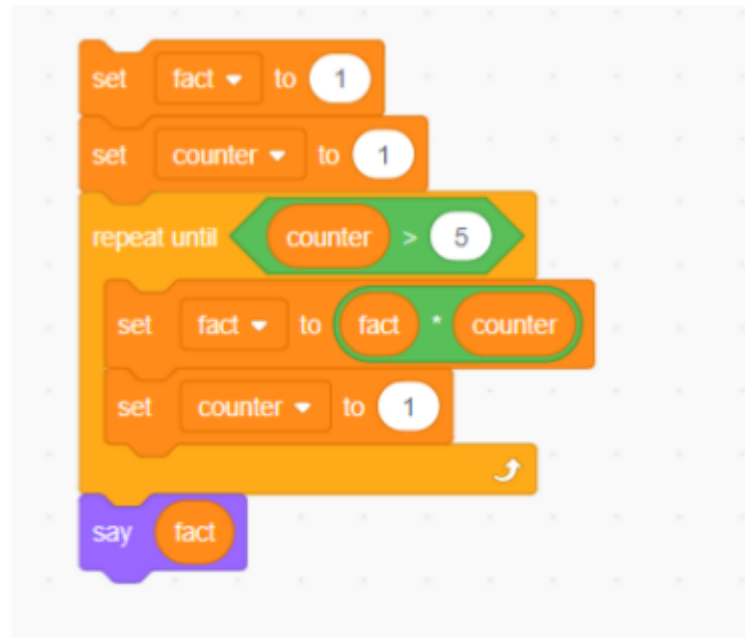 set fact to 1
set counter to 1
repeat until counter > 5
set fact to fact * counter
set counter to 1
say fact